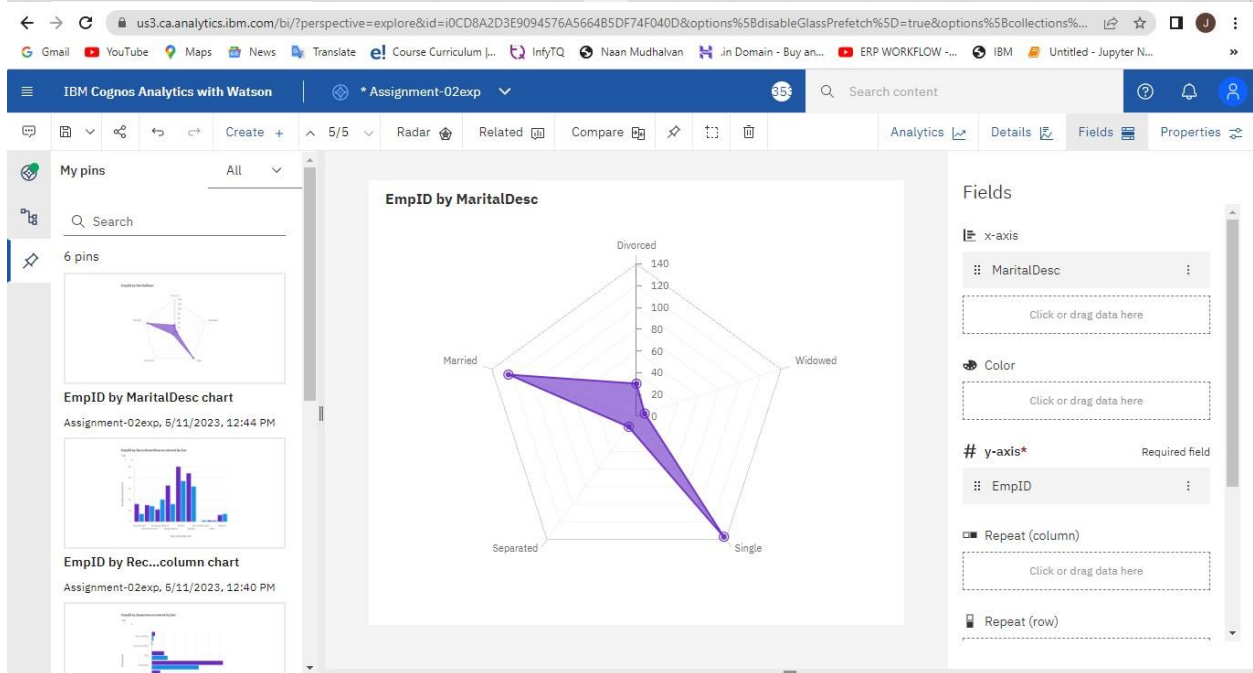 us3.ca.analytics.ibm.com/bi/?perspective=explore&id=i0CD8A2D3E9094576A5664B5DF74F040D&options%5BdisableGlassPrefetch%5D=true&options%5Bcollections%...
J
Gmail YouTube Maps News Translate Course Curriculum |... InfyTQ Naan Mudhalvan .in Domain - Buy an... ERP WORKFLOW -... IBM Untitled - Jupyter N... »
IBM Cognos Analytics with Watson * Assignment-02exp 353 Search content
Create + 5/5 Radar Related Compare Analytics Details Fields Properties
My pins All
Search
6 pins
EmpID by MaritalDesc chart
Assignment-02exp, 5/11/2023, 12:44 PM
EmpID by Rec...column chart
Assignment-02exp, 5/11/2023, 12:40 PM
EmpID by MaritalDesc
Divorced
140
120
100
80
60
40
20
0
Married
Widowed
Separated
Single
Fields
x-axis
MaritalDesc
Click or drag data here
Color
Click or drag data here
# y-axis* Required field
EmpID
Repeat (column)
Click or drag data here
Repeat (row)